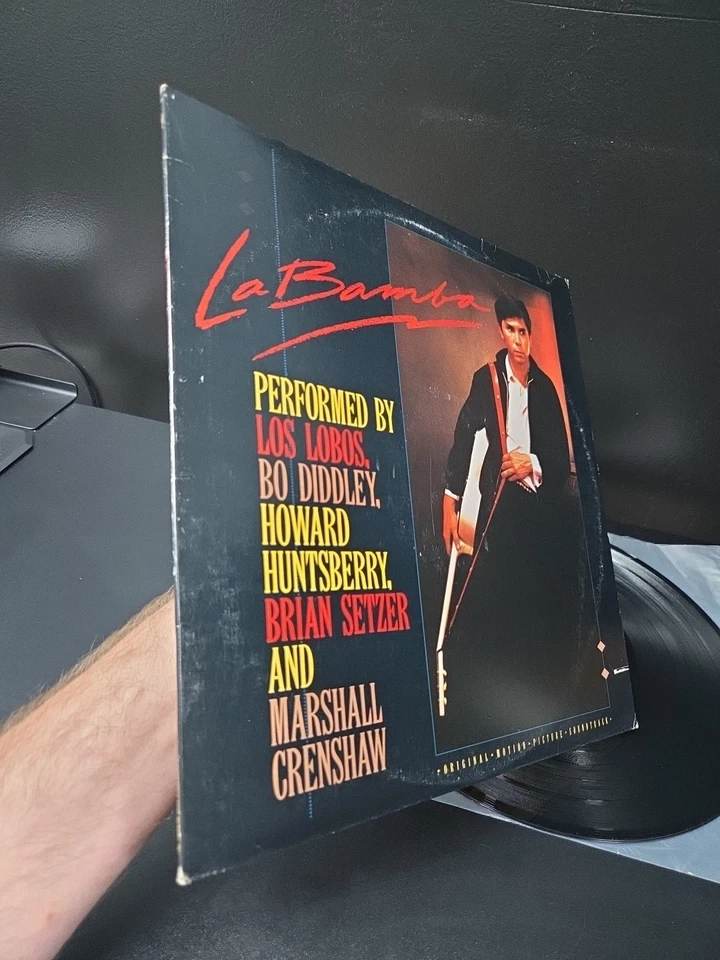 La Bamba
PERFORMED BY
LOS LOBOS,
BO DIDDLEY,
HOWARD
HUNTSBERRY,
BRIAN SETZER
AND
MARSHALL
CRENSHAW
·ORIGINAL·MOTION·PICTURE·SOUNDTRACK·